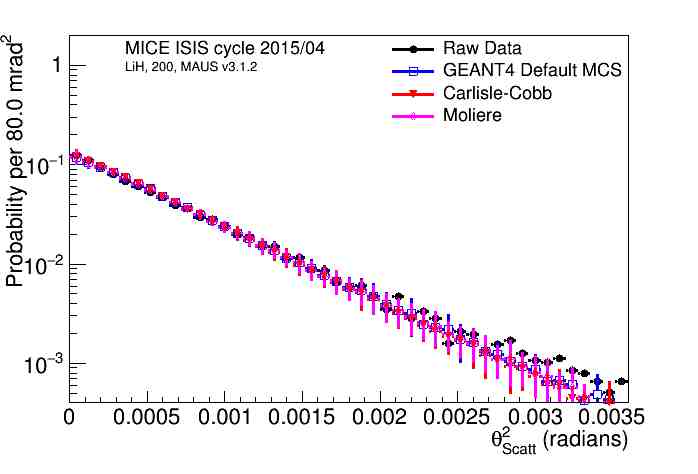 MICE ISIS cycle 2015/04
LiH, 200, MAUS v3.1.2
Raw Data
GEANT4 Default MCS
Carlisle-Cobb
Moliere
Probability per 80.0 mrad²
1
10⁻¹
10⁻²
10⁻³
0 0.0005 0.001 0.0015 0.002 0.0025 0.003 0.0035
θ²Scatt (radians)